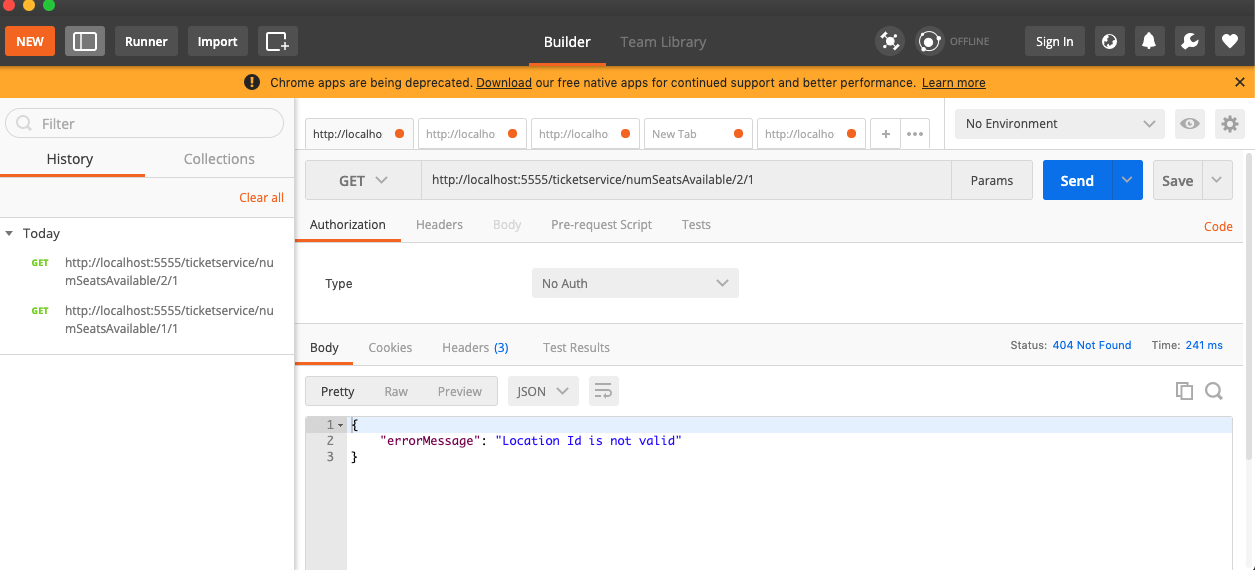 NEW Runner Import Builder Team Library OFFLINE Sign In
Chrome apps are being deprecated. Download our free native apps for continued support and better performance. Learn more
Filter
History Collections
Clear all
Today
GET http://localhost:5555/ticketservice/nu
mSeatsAvailable/2/1
GET http://localhost:5555/ticketservice/nu
mSeatsAvailable/1/1
http://localho http://localho http://localho New Tab http://localho + ••• No Environment
GET http://localhost:5555/ticketservice/numSeatsAvailable/2/1 Params Send Save
Authorization Headers Body Pre-request Script Tests Code
Type No Auth
Body Cookies Headers (3) Test Results Status: 404 Not Found Time: 241 ms
Pretty Raw Preview JSON
1 {
2 "errorMessage": "Location Id is not valid"
3 }